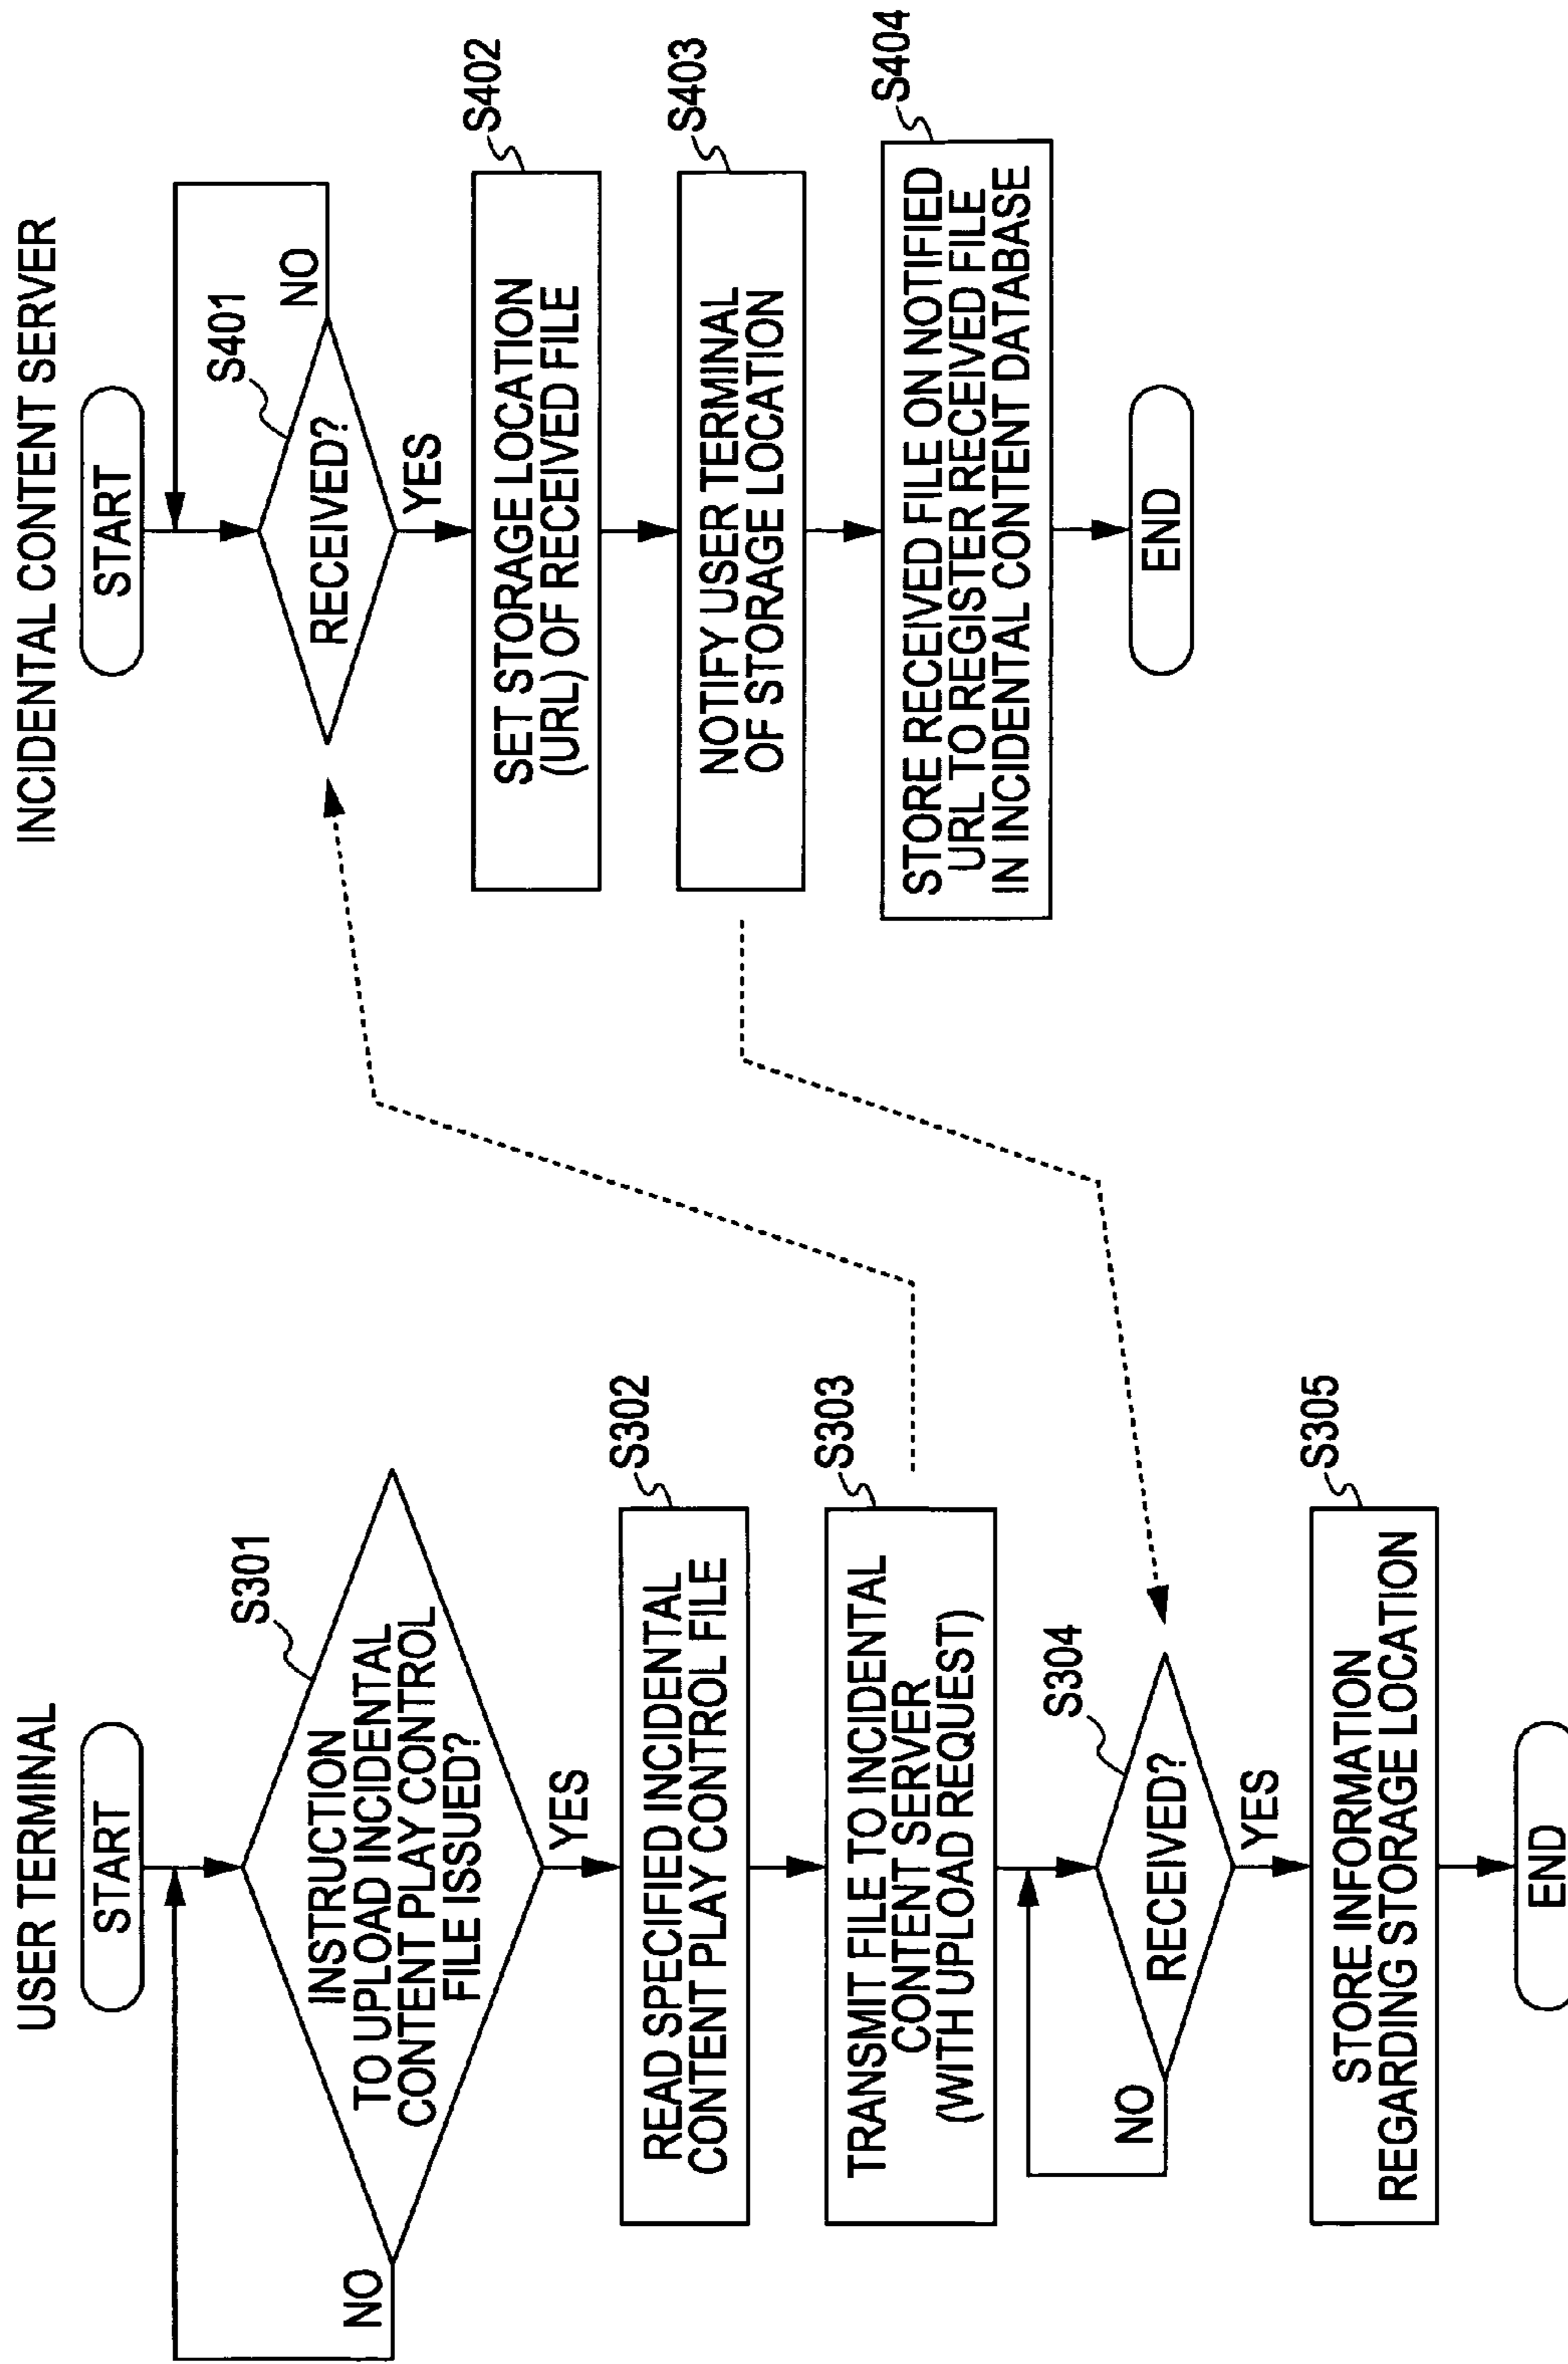 USER TERMINAL
START
S301
INSTRUCTION
TO UPLOAD INCIDENTAL
CONTENT PLAY CONTROL
FILE ISSUED?
NO
YES
S302
READ SPECIFIED INCIDENTAL
CONTENT PLAY CONTROL FILE
S303
TRANSMIT FILE TO INCIDENTAL
CONTENT SERVER
(WITH UPLOAD REQUEST)
S304
RECEIVED?
NO
YES
S305
STORE INFORMATION
REGARDING STORAGE LOCATION
END
INCIDENTAL CONTENT SERVER
START
S401
RECEIVED?
NO
YES
S402
SET STORAGE LOCATION
(URL) OF RECEIVED FILE
S403
NOTIFY USER TERMINAL
OF STORAGE LOCATION
S404
STORE RECEIVED FILE ON NOTIFIED
URL TO REGISTER RECEIVED FILE
IN INCIDENTAL CONTENT DATABASE
END